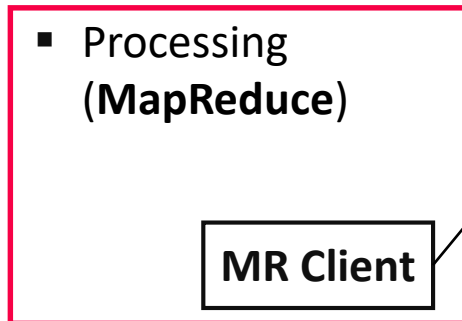 ▪ Processing
(MapReduce)
MR Client